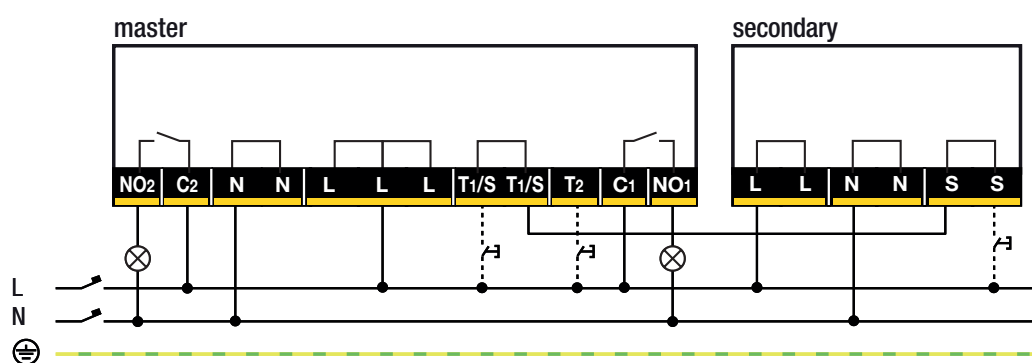 master
secondary
NO2 C2 N N L L L T1/S T1/S T2 C1 NO1
L L N N S S
L
N